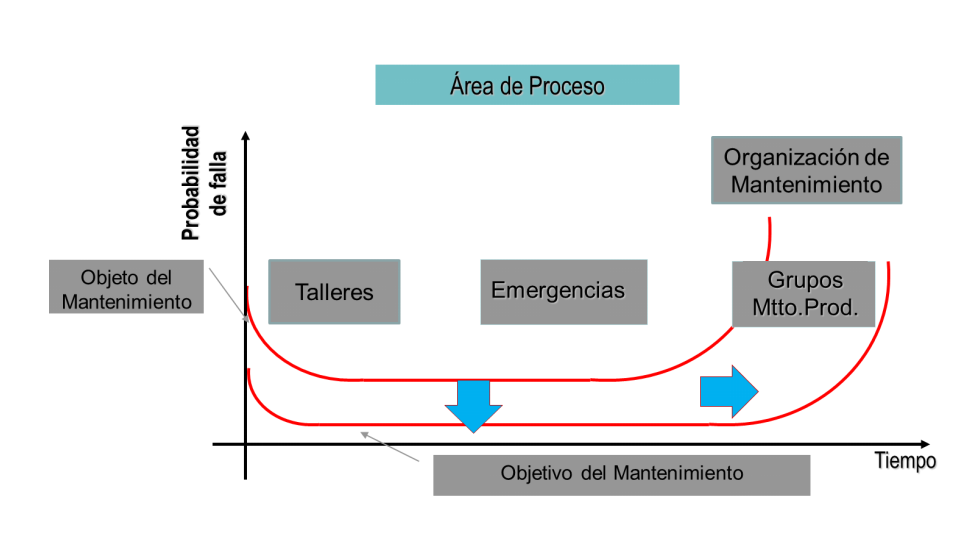 Área de Proceso
Probabilidad
de falla
Organización de
Mantenimiento
Objeto del
Mantenimiento
Talleres
Emergencias
Grupos
Mtto.Prod.
Tiempo
Objetivo del Mantenimiento